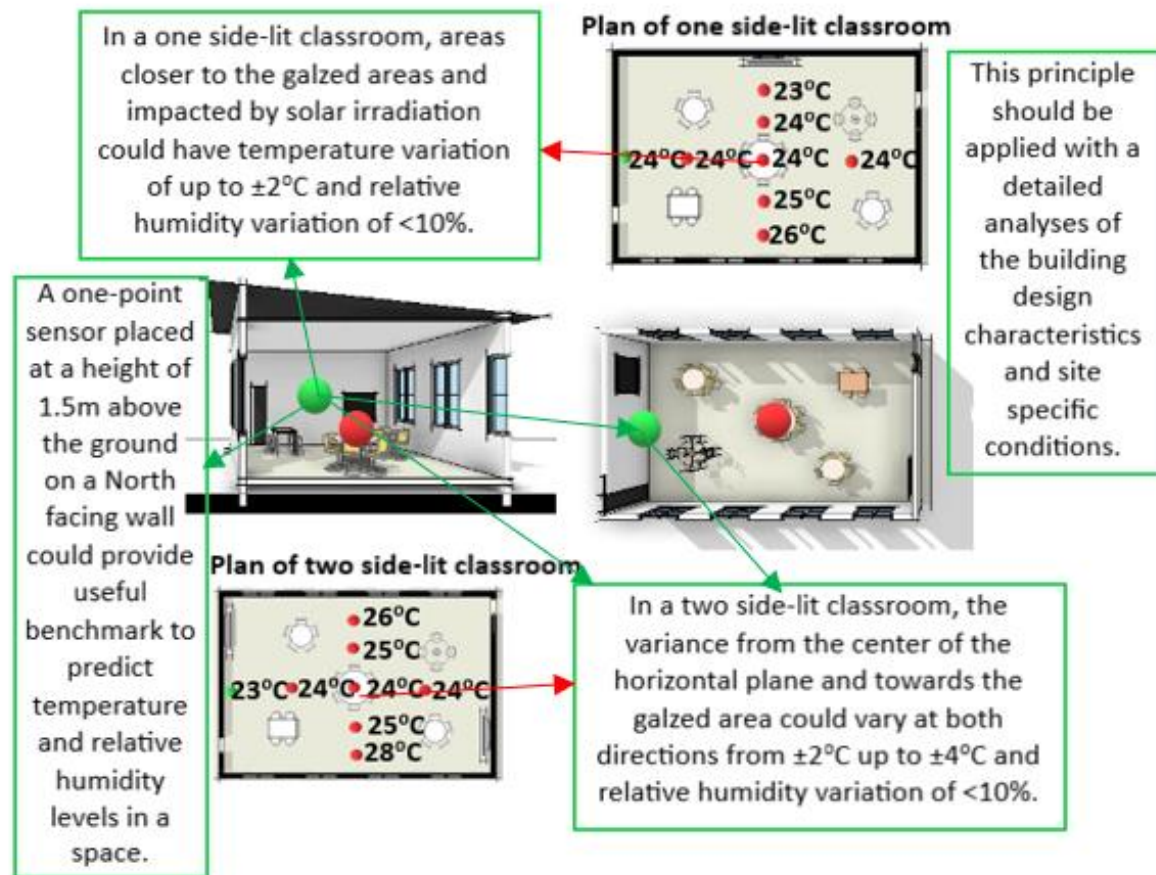 In a one side-lit classroom, areas
closer to the galzed areas and
impacted by solar irradiation
could have temperature variation
of up to ±2°C and relative
humidity variation of <10%.
Plan of one side-lit classroom
23°C
24°C
24°C 24°C 24°C 24°C
25°C
26°C
This principle
should be
applied with a
detailed
analyses of
the building
design
characteristics
and site
specific
conditions.
A one-point
sensor placed
at a height of
1.5m above
the ground
on a North
facing wall
could provide
useful
benchmark to
predict
temperature
and relative
humidity
levels in a
space.
Plan of two side-lit classroom
26°C
25°C
23°C 24°C 24°C 24°C
25°C
28°C
In a two side-lit classroom, the
variance from the center of the
horizontal plane and towards the
galzed area could vary at both
directions from ±2°C up to ±4°C and
relative humidity variation of <10%.